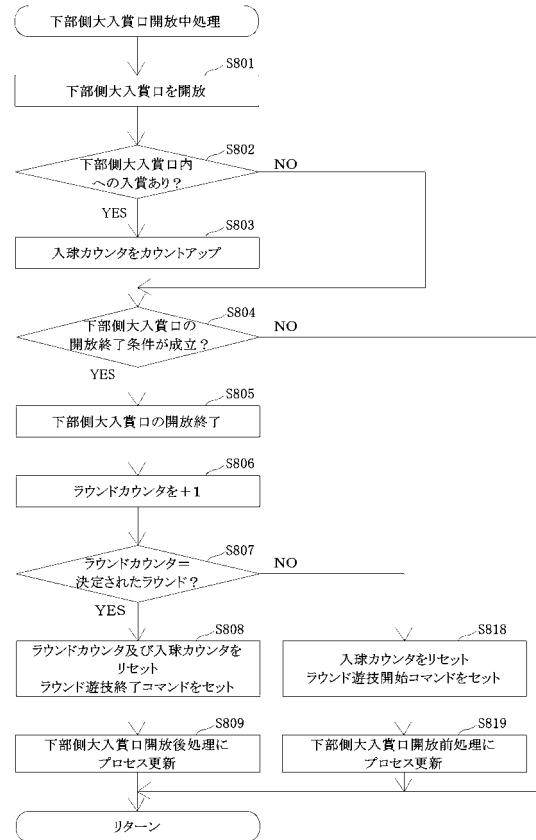 下部側大入賞口開放中処理
S801
下部側大入賞口を開放
S802
下部側大入賞口内
への入賞あり？
NO
YES
S803
入球カウンタをカウントアップ
S804
下部側大入賞口の
開放終了条件が成立？
NO
YES
S805
下部側大入賞口の開放終了
S806
ラウンドカウンタを＋１
S807
ラウンドカウンタ＝
決定されたラウンド？
NO
YES
S808
ラウンドカウンタ及び入球カウンタを
リセット
ラウンド遊技終了コマンドをセット
S818
入球カウンタをリセット
ラウンド遊技開始コマンドをセット
S809
下部側大入賞口開放後処理に
プロセス更新
S819
下部側大入賞口開放前処理に
プロセス更新
リターン